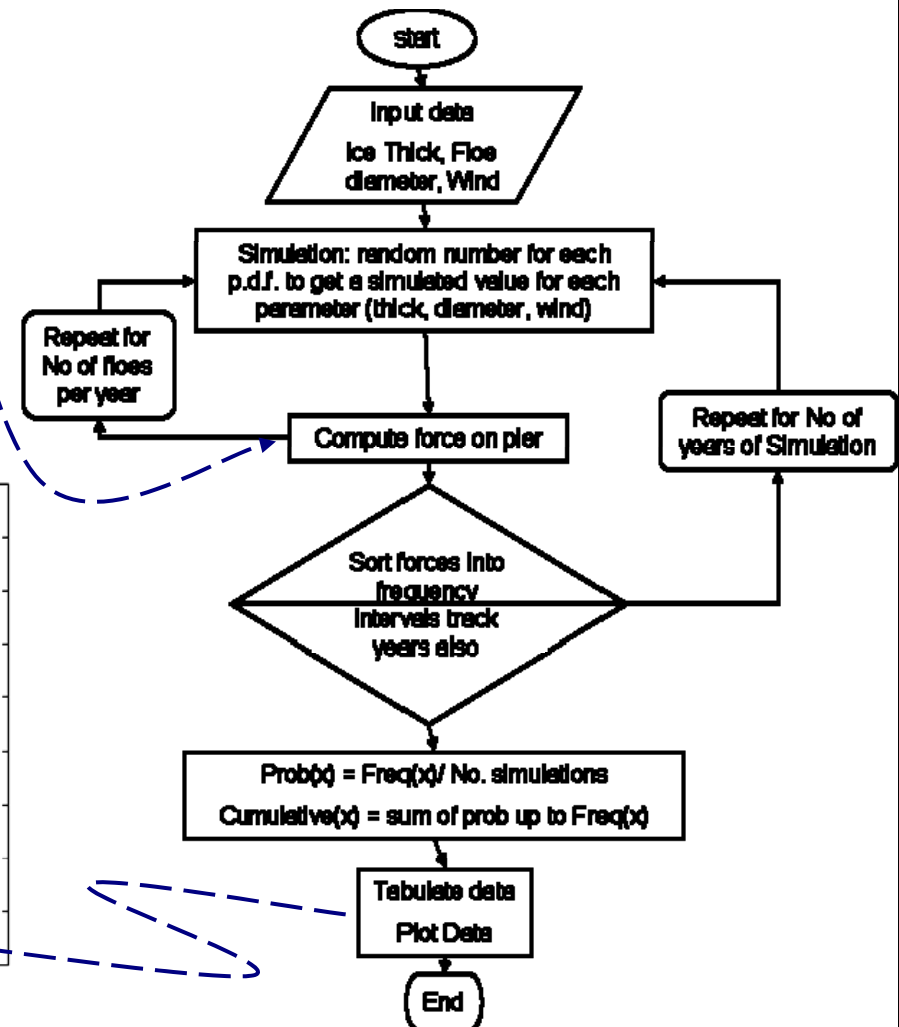 start
Input data
Ice Thick, Floe
diameter, Wind
Simulation: random number for each
p.d.f. to get a simulated value for each
parameter (thick, diameter, wind)
Repeat for
No of floes
per year
Compute force on pier
Repeat for No of
years of Simulation
Sort forces into
frequency
intervals track
years also
Prob(x) = Freq(x)/ No. simulations
Cumulative(x) = sum of prob up to Freq(x)
Tabulate data
Plot Data
End